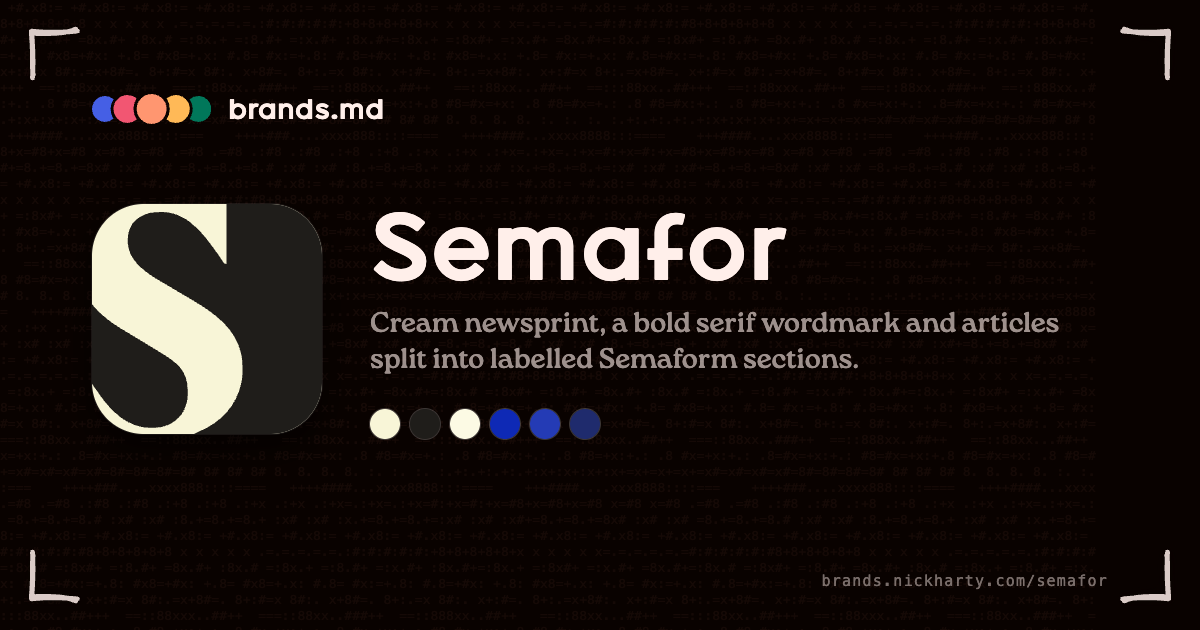 brands.md
S
Semafor
Cream newsprint, a bold serif wordmark and articles
split into labelled Semaform sections.
brands.nickharty.com/semafor